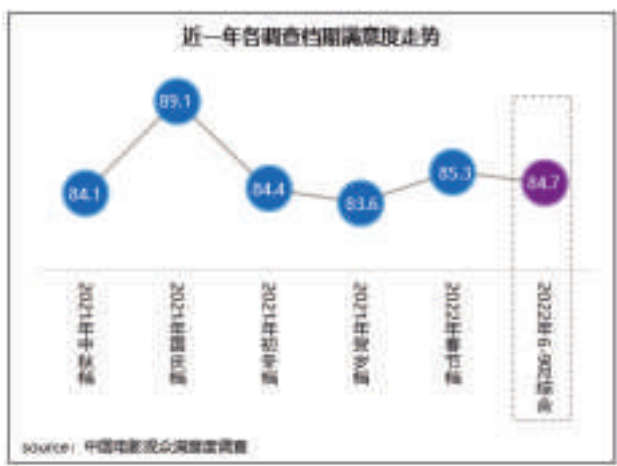 近一年各调查档期满意度走势
89.1
84.1
84.4
83.6
85.3
84.7
2021年中秋档
2021年国庆档
2021年初冬档
2021年贺岁档
2022年春节档
2022年6-9月综合
source：中国电影观众满意度调查